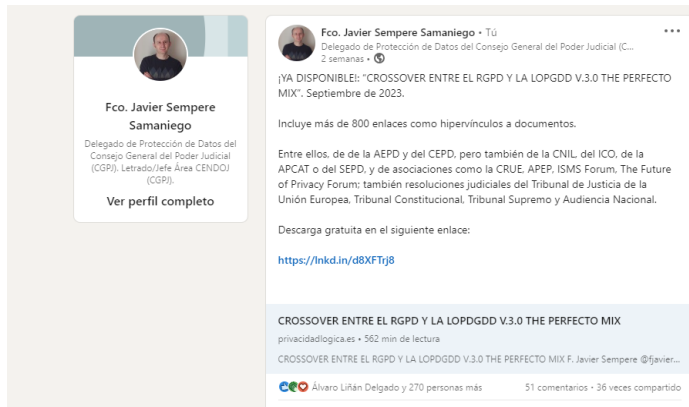 Fco. Javier Sempere
Samaniego
Delegado de Protección de Datos del
Consejo General del Poder Judicial
(CGPJ). Letrado/Jefe Área CENDOJ
(CGPJ).
Ver perfil completo
Fco. Javier Sempere Samaniego • Tú
Delegado de Protección de Datos del Consejo General del Poder Judicial (C...
2 semanas •
¡YA DISPONIBLE!: “CROSSOVER ENTRE EL RGPD Y LA LOPGDD V.3.0 THE PERFECTO
MIX”. Septiembre de 2023.
Incluye más de 800 enlaces como hipervínculos a documentos.
Entre ellos, de de la AEPD y del CEPD, pero también de la CNIL, del ICO, de la
APCAT o del SEPD, y de asociaciones como la CRUE, APEP, ISMS Forum, The Future
of Privacy Forum; también resoluciones judiciales del Tribunal de Justicia de la
Unión Europea, Tribunal Constitucional, Tribunal Supremo y Audiencia Nacional.
Descarga gratuita en el siguiente enlace:
https://lnkd.in/d8XFTrj8
CROSSOVER ENTRE EL RGPD Y LA LOPDGDD V.3.0 THE PERFECTO MIX
privacidadlogica.es • 562 min de lectura
CROSSOVER ENTRE EL RGPD Y LA LOPDGDD V.3.0 THE PERFECTO MIX F. Javier Sempere @fjavier...
Álvaro Liñán Delgado y 270 personas más
51 comentarios • 36 veces compartido